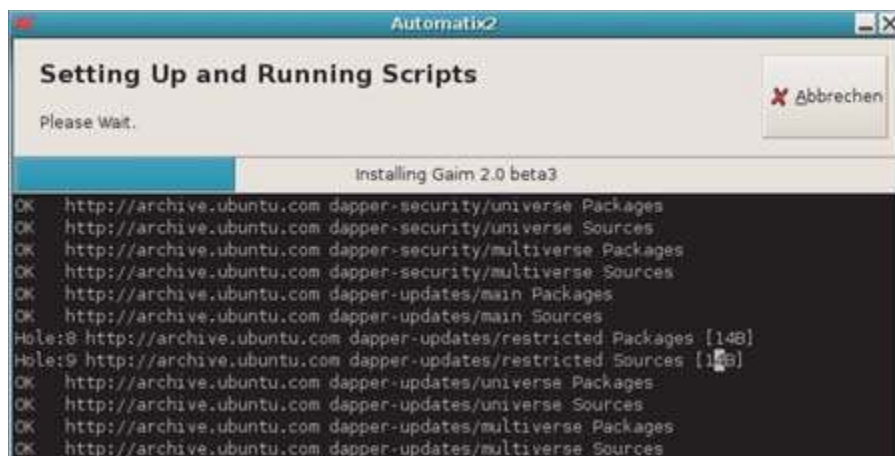 Automatix2
Setting Up and Running Scripts
Abbrechen
Please Wait.
Installing Gaim 2.0 beta3
OK http://archive.ubuntu.com dapper-security/universe Packages
OK http://archive.ubuntu.com dapper-security/universe Sources
OK http://archive.ubuntu.com dapper-security/multiverse Packages
OK http://archive.ubuntu.com dapper-security/multiverse Sources
OK http://archive.ubuntu.com dapper-updates/main Packages
OK http://archive.ubuntu.com dapper-updates/main Sources
Hole:8 http://archive.ubuntu.com dapper-updates/restricted Packages [14B]
Hole:9 http://archive.ubuntu.com dapper-updates/restricted Sources [14B]
OK http://archive.ubuntu.com dapper-updates/universe Packages
OK http://archive.ubuntu.com dapper-updates/universe Sources
OK http://archive.ubuntu.com dapper-updates/multiverse Packages
OK http://archive.ubuntu.com dapper-updates/multiverse Sources